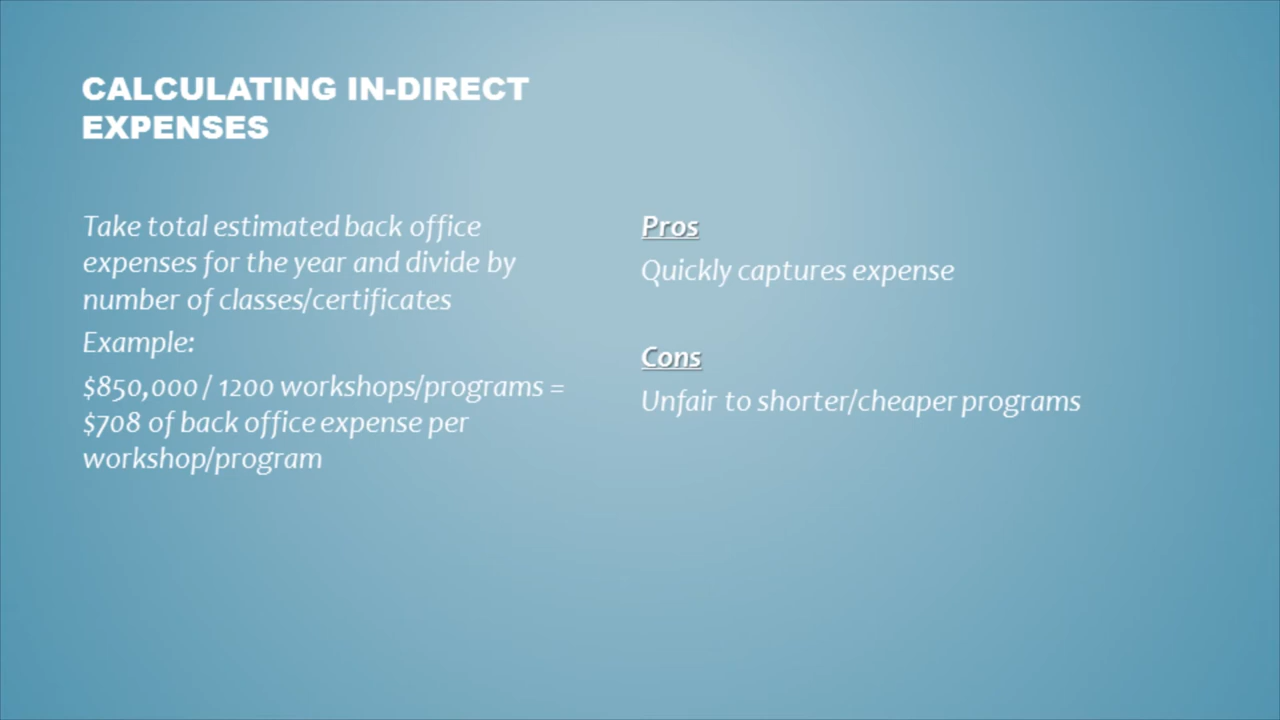 CALCULATING IN-DIRECT
EXPENSES
Take total estimated back office
expenses for the year and divide by
number of classes/certificates
Example:
$850,000 / 1200 workshops/programs =
$708 of back office expense per
workshop/program
Pros
Quickly captures expense
Cons
Unfair to shorter/cheaper programs